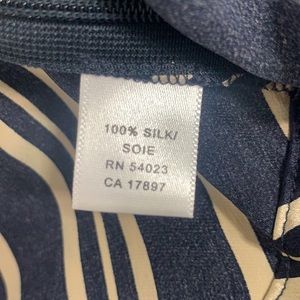 100% SILK/
SOIE
RN 54023
CA 17897